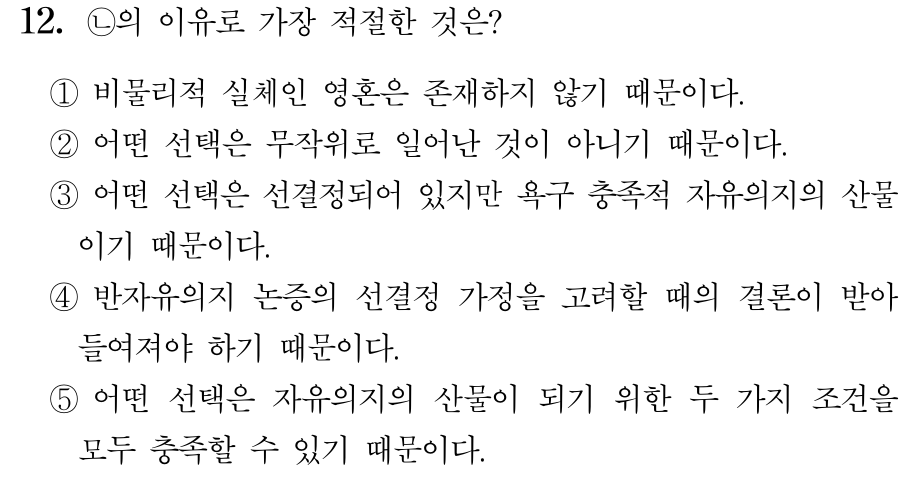 12. ㉡의 이유로 가장 적절한 것은?
① 비물리적 실체인 영혼은 존재하지 않기 때문이다.
② 어떤 선택은 무작위로 일어난 것이 아니기 때문이다.
③ 어떤 선택은 선결정되어 있지만 욕구 충족적 자유의지의 산물
이기 때문이다.
④ 반자유의지 논증의 선결정 가정을 고려할 때의 결론이 받아
들여져야 하기 때문이다.
⑤ 어떤 선택은 자유의지의 산물이 되기 위한 두 가지 조건을
모두 충족할 수 있기 때문이다.